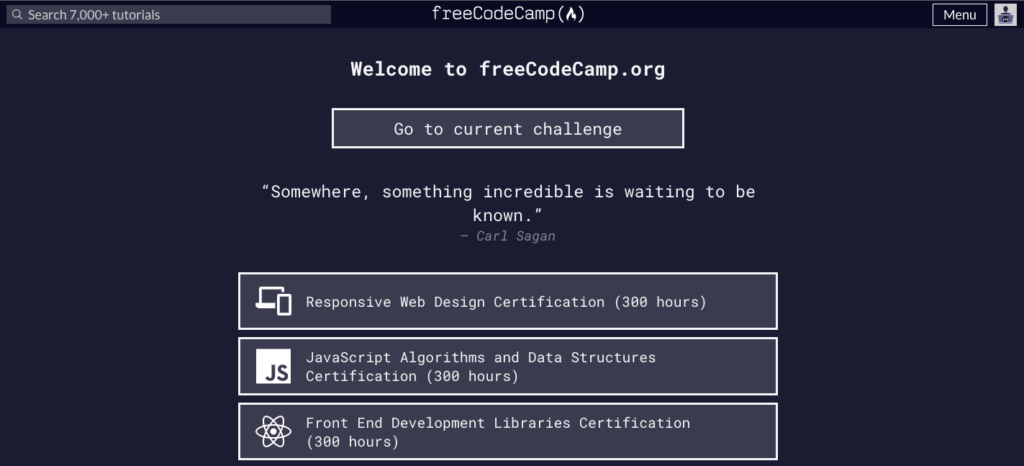 Search 7,000+ tutorials
freeCodeCamp(🔥)
Menu
Welcome to freeCodeCamp.org
Go to current challenge
“Somewhere, something incredible is waiting to be
known.”
— Carl Sagan
Responsive Web Design Certification (300 hours)
JS
JavaScript Algorithms and Data Structures
Certification (300 hours)
Front End Development Libraries Certification
(300 hours)